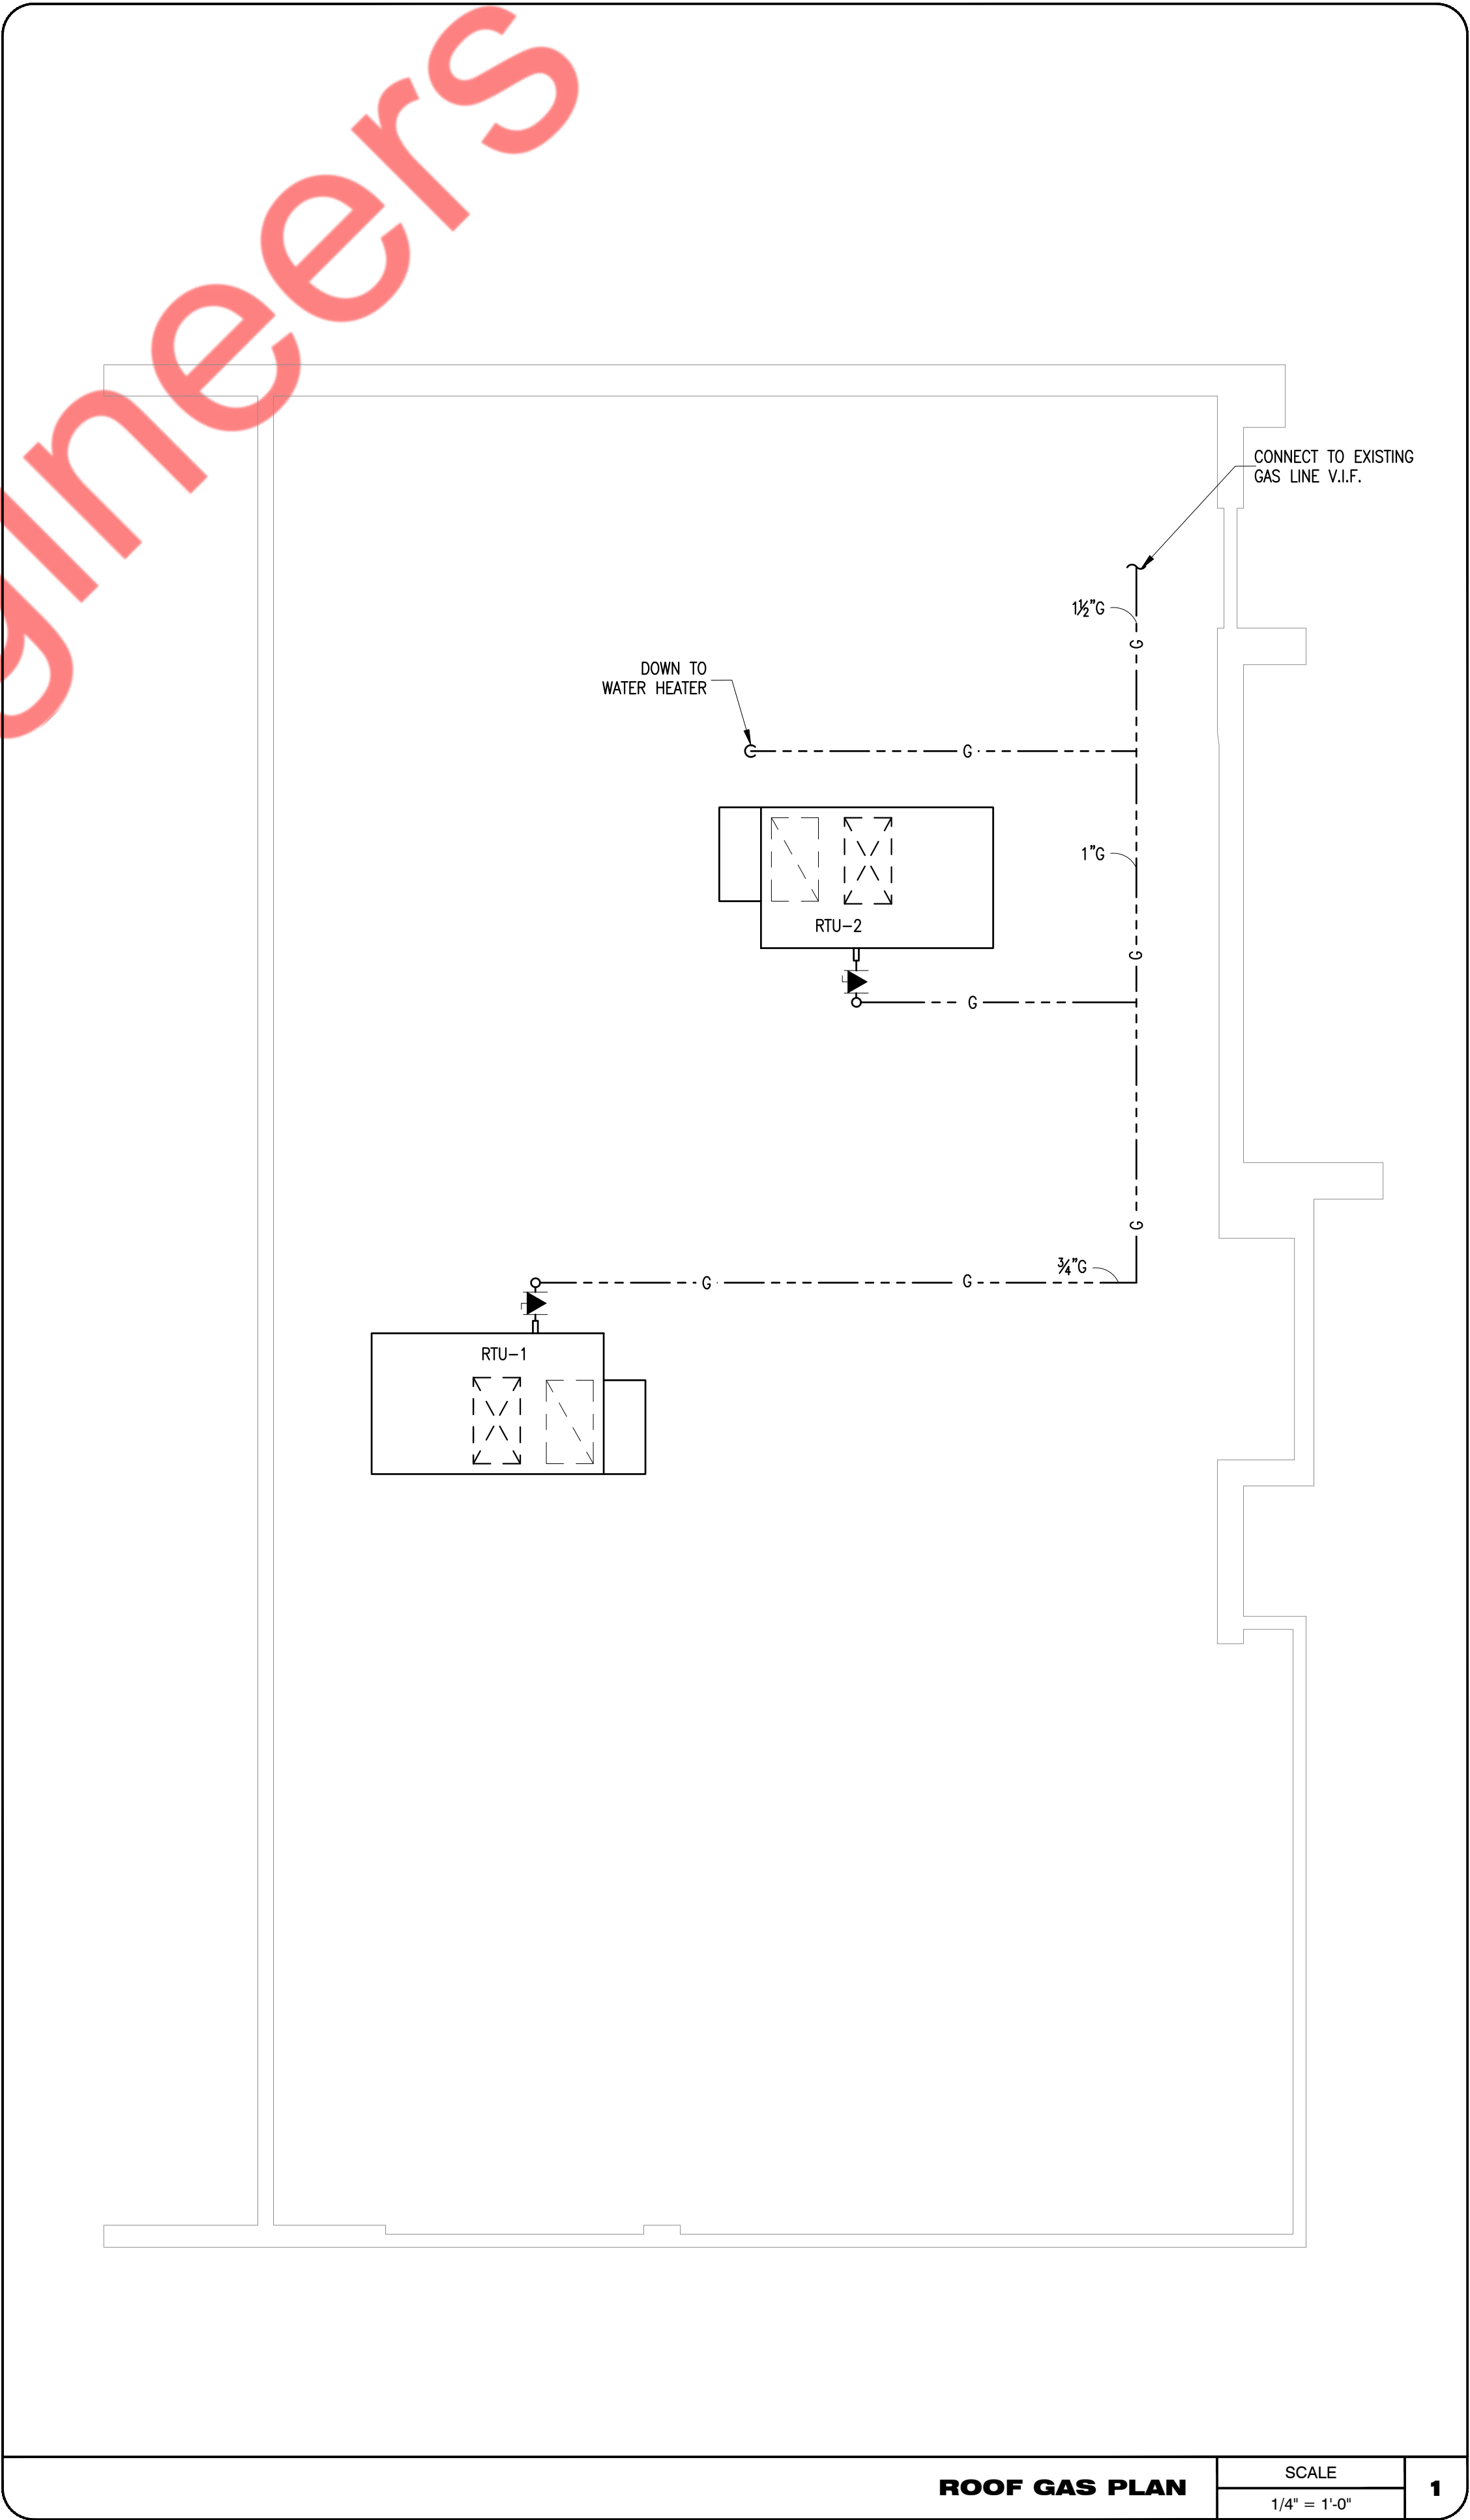 gineers
CONNECT TO EXISTING
GAS LINE V.I.F.
1½"G
G
DOWN TO
WATER HEATER
G
1"G
RTU-2
G
G
G
¾"G
G
G
RTU-1
ROOF GAS PLAN
SCALE
1/4" = 1'-0"
1